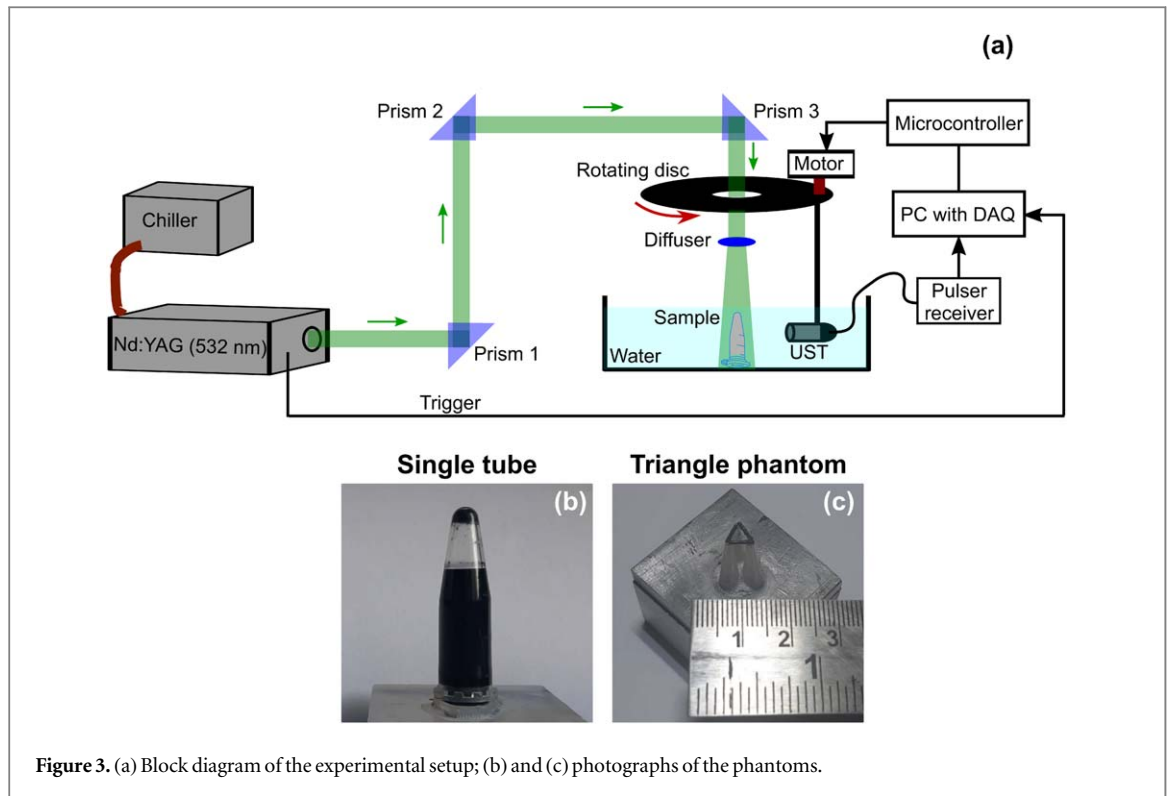 (a)
Prism 2
Prism 3
Microcontroller
Motor
Rotating disc
Chiller
PC with DAQ
Diffuser
Pulser
receiver
Sample
Nd:YAG (532 nm)
Prism 1
Water
UST
Trigger
Single tube
Triangle phantom
(b)
(c)
1 2 3
1
Figure 3. (a) Block diagram of the experimental setup; (b) and (c) photographs of the phantoms.